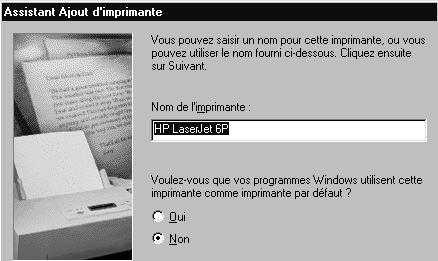 Assistant Ajout d'imprimante
Vous pouvez saisir un nom pour cette imprimante, ou vous
pouvez utiliser le nom fourni ci-dessous. Cliquez ensuite
sur Suivant.
Nom de l'imprimante :
HP LaserJet 6P
Voulez-vous que vos programmes Windows utilisent cette
imprimante comme imprimante par défaut ?
Oui
Non